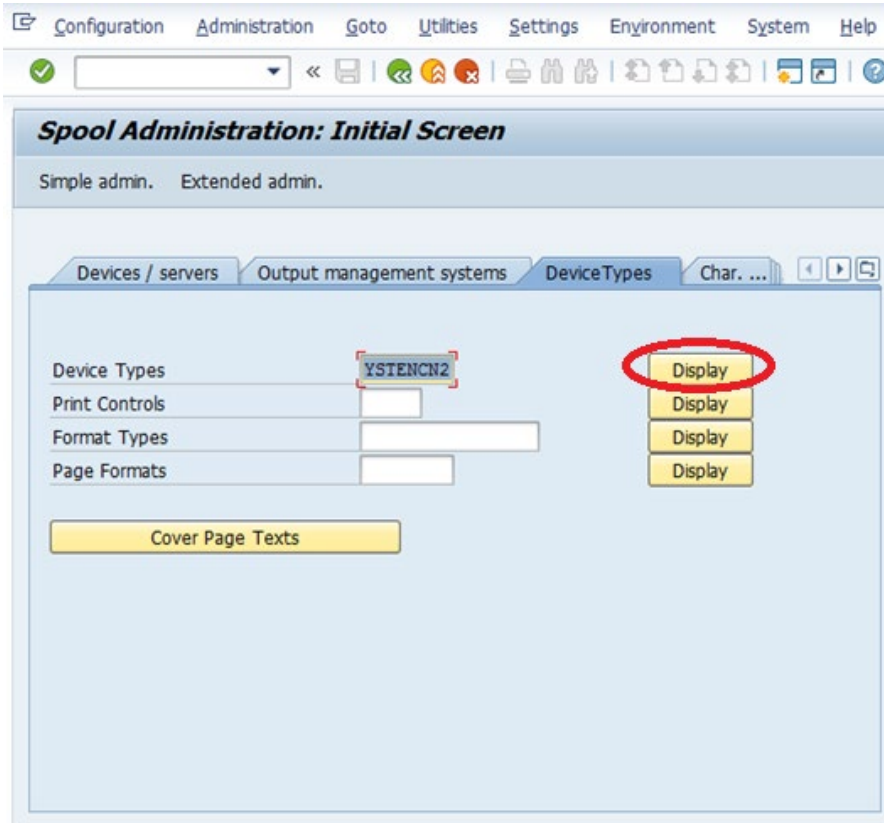 Configuration Administration Goto Utilities Settings Environment System Help
Spool Administration: Initial Screen
Simple admin. Extended admin.
Devices / servers Output management systems DeviceTypes Char. ...
Device Types YSTENCN2 Display
Print Controls Display
Format Types Display
Page Formats Display
Cover Page Texts